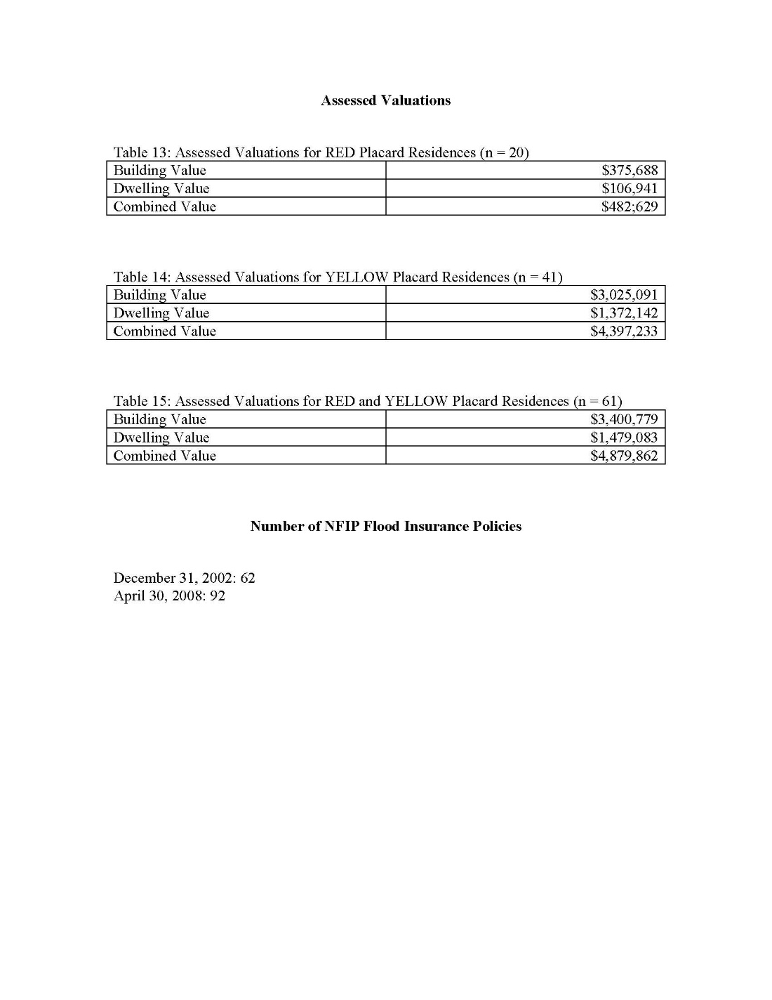 Assessed Valuations
Table 13: Assessed Valuations for RED Placard Residences (n = 20)
Building Value $375,688
Dwelling Value $106,941
Combined Value $482;629
Table 14: Assessed Valuations for YELLOW Placard Residences (n = 41)
Building Value $3,025,091
Dwelling Value $1,372,142
Combined Value $4,397,233
Table 15: Assessed Valuations for RED and YELLOW Placard Residences (n = 61)
Building Value $3,400,779
Dwelling Value $1,479,083
Combined Value $4,879,862
Number of NFIP Flood Insurance Policies
December 31, 2002: 62
April 30, 2008: 92